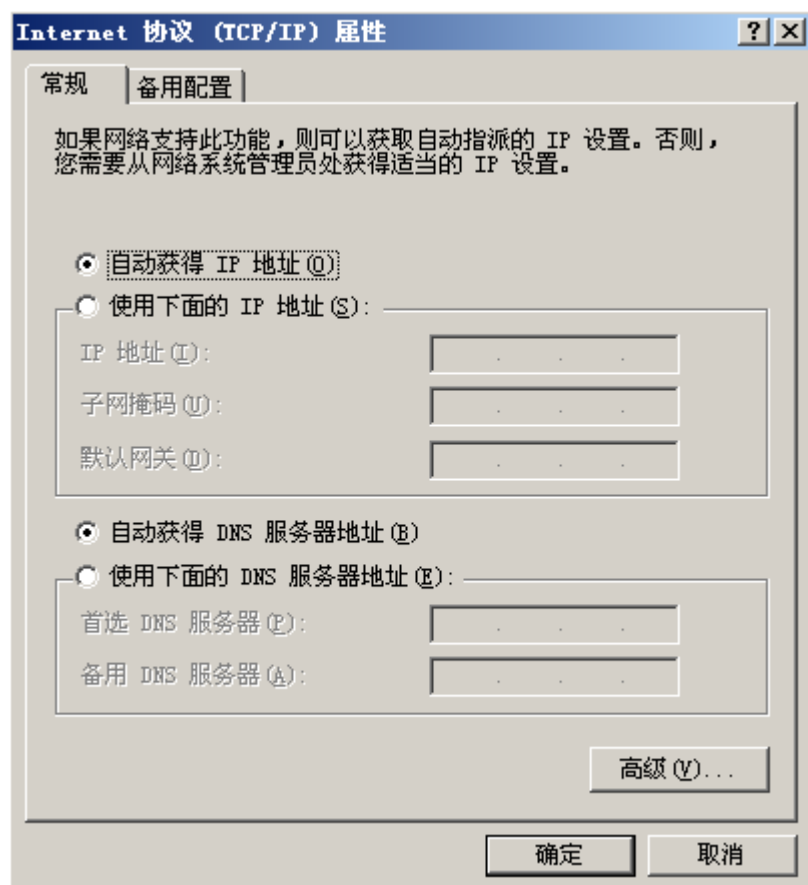 Internet 协议 (TCP/IP) 属性
常规
备用配置
如果网络支持此功能，则可以获取自动指派的 IP 设置。否则，
您需要从网络系统管理员处获得适当的 IP 设置。
自动获得 IP 地址(O)
使用下面的 IP 地址(S):
IP 地址(I):
子网掩码(U):
默认网关(D):
自动获得 DNS 服务器地址(B)
使用下面的 DNS 服务器地址(E):
首选 DNS 服务器(P):
备用 DNS 服务器(A):
高级(V)...
确定
取消